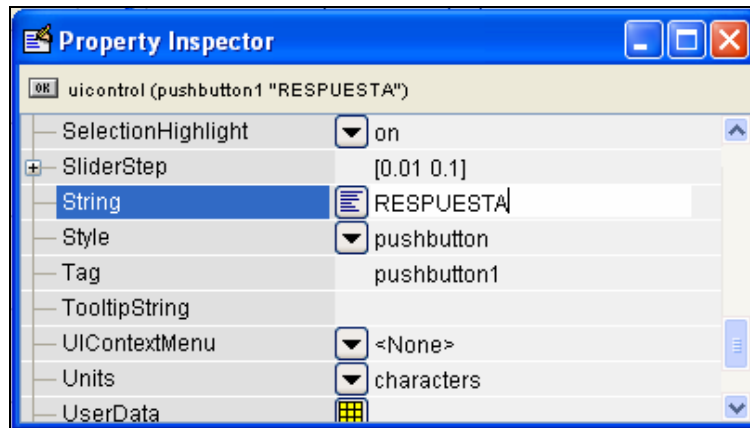 Property Inspector
OK uicontrol (pushbutton1 "RESPUESTA")
SelectionHighlight on
SliderStep [0.01 0.1]
String RESPUESTA
Style pushbutton
Tag pushbutton1
TooltipString
UIContextMenu <None>
Units characters
UserData